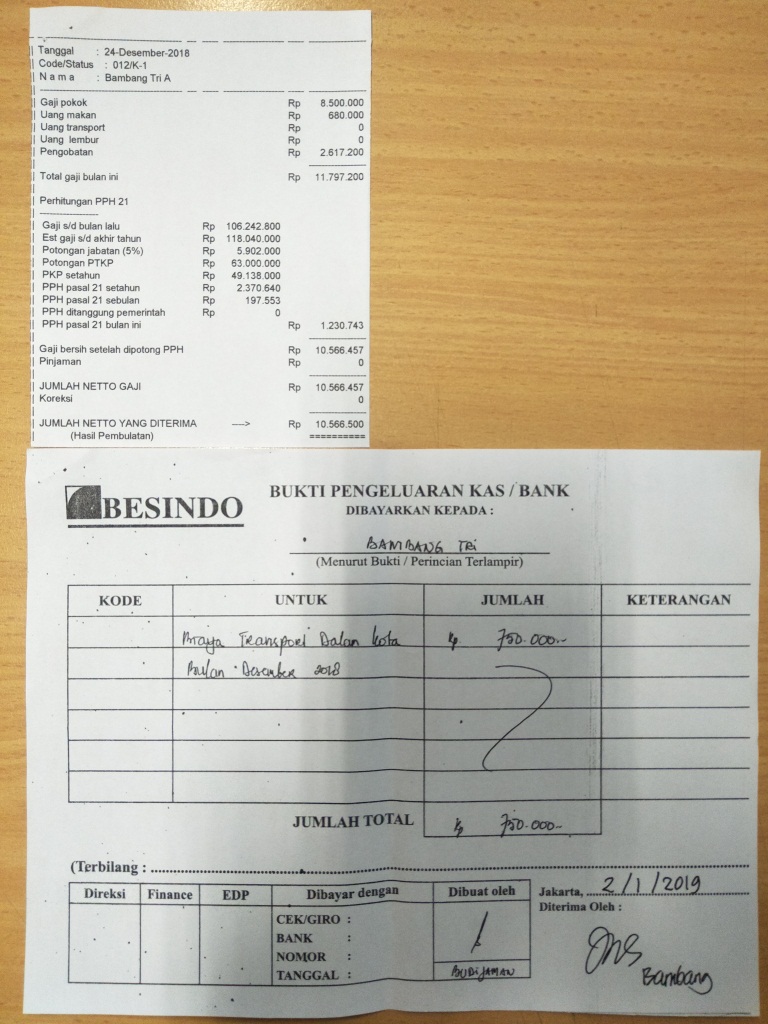 Tanggal : 24-Desember-2018
Code/Status : 012/K-1
N a m a : Bambang Tri A
Gaji pokok Rp 8.500.000
Uang makan Rp 680.000
Uang transport Rp 0
Uang lembur Rp 0
Pengobatan Rp 2.617.200
Total gaji bulan ini Rp 11.797.200
Perhitungan PPH 21
Gaji s/d bulan lalu Rp 106.242.800
Est gaji s/d akhir tahun Rp 118.040.000
Potongan jabatan (5%) Rp 5.902.000
Potongan PTKP Rp 63.000.000
PKP setahun Rp 49.138.000
PPH pasal 21 setahun Rp 2.370.640
PPH pasal 21 sebulan Rp 197.553
PPH ditanggung pemerintah Rp 0
PPH pasal 21 bulan ini Rp 1.230.743
Gaji bersih setelah dipotong PPH Rp 10.566.457
Pinjaman Rp 0
JUMLAH NETTO GAJI Rp 10.566.457
Koreksi 0
JUMLAH NETTO YANG DITERIMA ----> Rp 10.566.500
(Hasil Pembulatan) ==========
BESINDO
BUKTI PENGELUARAN KAS / BANK
DIBAYARKAN KEPADA :
BAMBANG TRI
(Menurut Bukti / Perincian Terlampir)
KODE UNTUK JUMLAH KETERANGAN
Biaya Transport Dalam Kota Rp 750.000.-
Bulan Desember 2018
JUMLAH TOTAL Rp 750.000.-
(Terbilang :
Direksi Finance EDP Dibayar dengan Dibuat oleh
Jakarta, 2/1/2019
Diterima Oleh :
CEK/GIRO :
BANK :
NOMOR :
TANGGAL :
BUDIJAMAN
Bambang